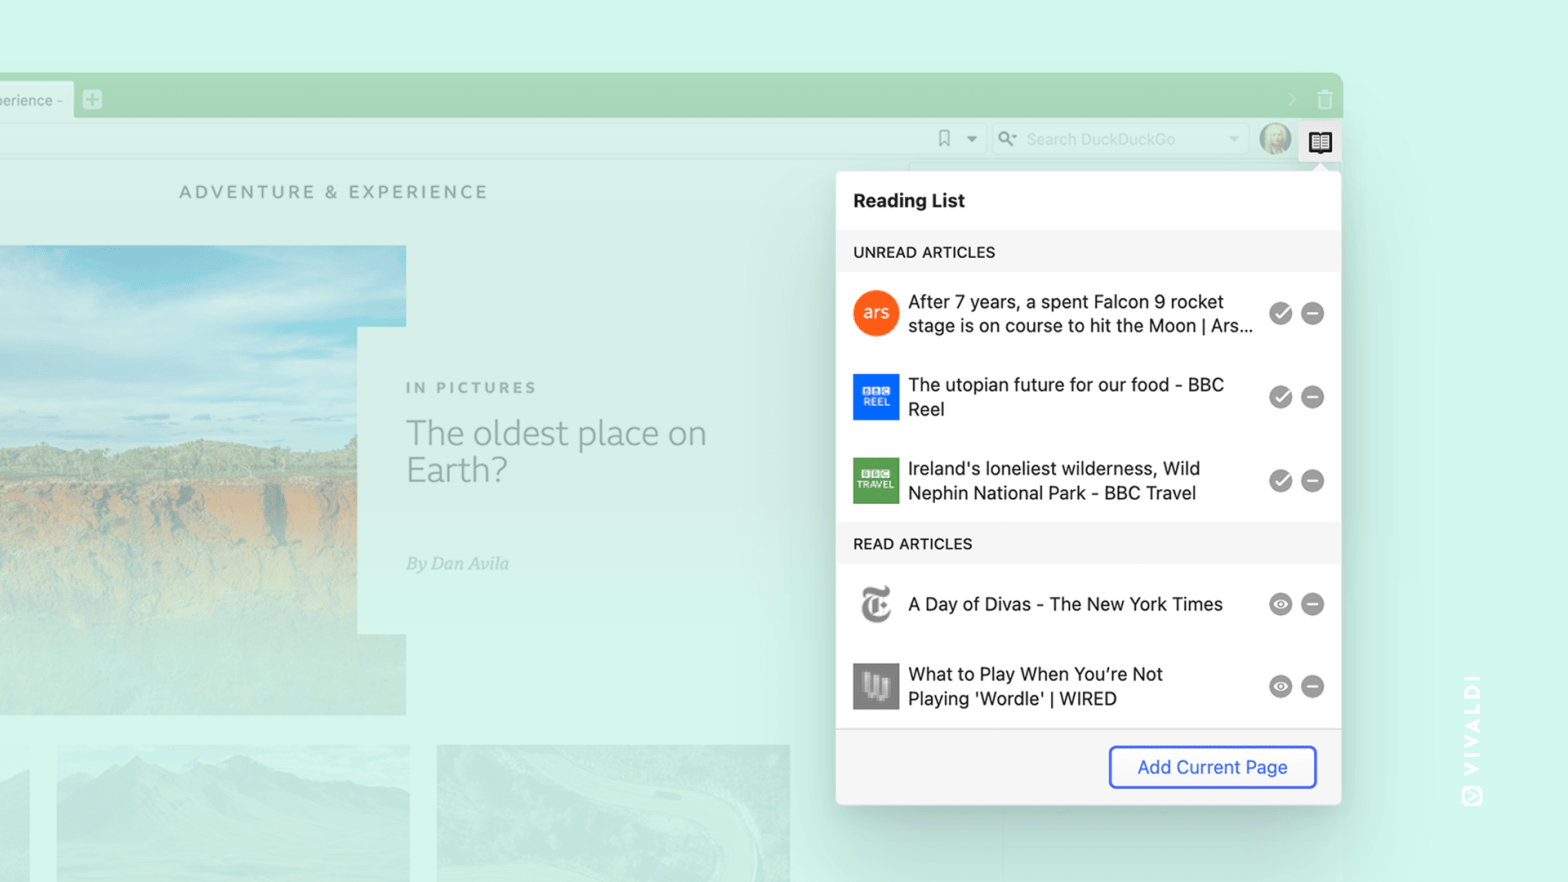 perience -
Search DuckDuckGo
ADVENTURE & EXPERIENCE
IN PICTURES
The oldest place on
Earth?
By Dan Avila
Reading List
UNREAD ARTICLES
ars
After 7 years, a spent Falcon 9 rocket
stage is on course to hit the Moon | Ars...
BBC
REEL
The utopian future for our food - BBC
Reel
BBC
TRAVEL
Ireland's loneliest wilderness, Wild
Nephin National Park - BBC Travel
READ ARTICLES
A Day of Divas - The New York Times
What to Play When You’re Not
Playing 'Wordle' | WIRED
Add Current Page
VIVALDI